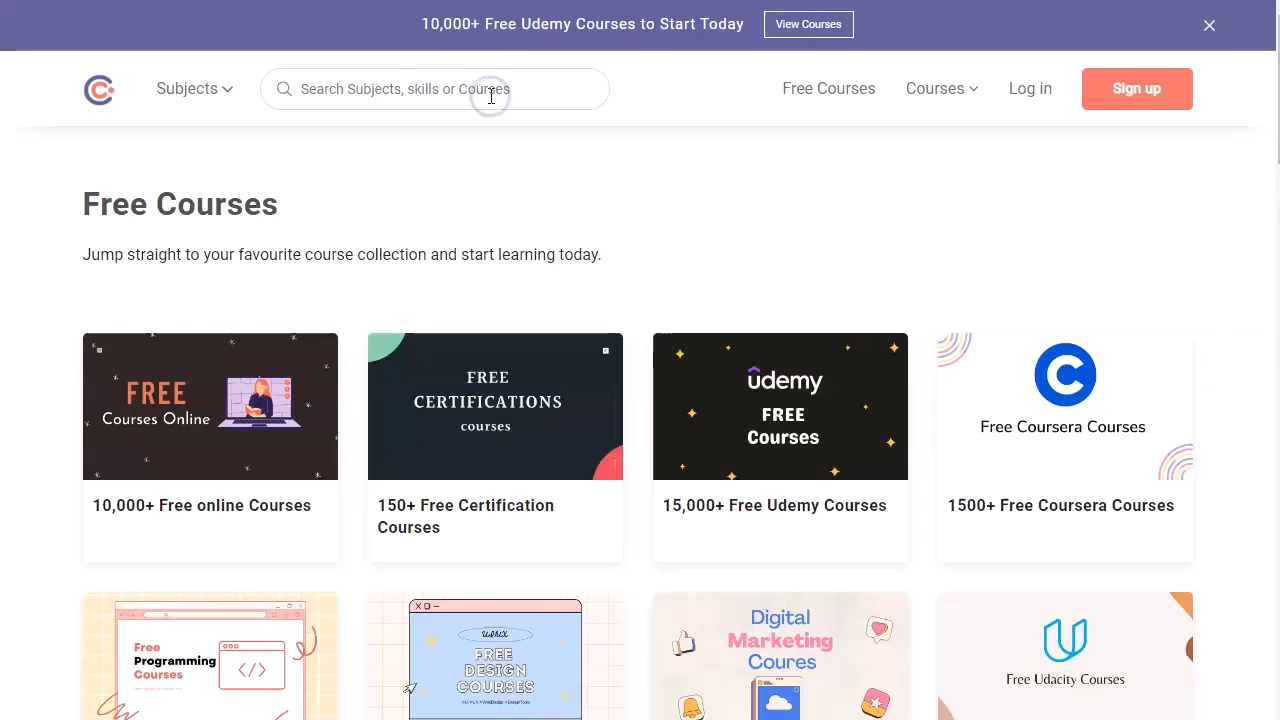 10,000+ Free Udemy Courses to Start Today
View Courses
Subjects
Search Subjects, skills or Courses
Free Courses
Courses
Log in
Sign up
Free Courses
Jump straight to your favourite course collection and start learning today.
FREE
Courses Online
FREE
CERTIFICATIONS
courses
ûdemy
FREE
Courses
Free Coursera Courses
10,000+ Free online Courses
150+ Free Certification
Courses
15,000+ Free Udemy Courses
1500+ Free Coursera Courses
Free
Programming
Courses
FREE
DESIGN
COURSES
Digital
Marketing
Coures
Free Udacity Courses